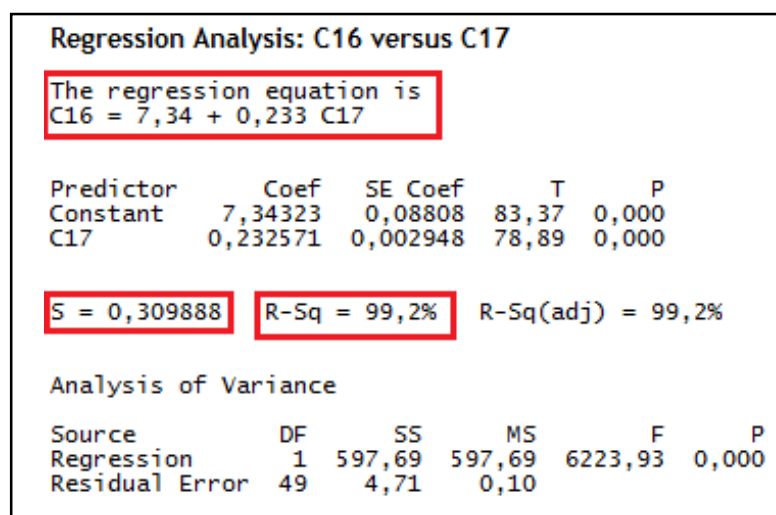 Regression Analysis: C16 versus C17
The regression equation is
C16 = 7,34 + 0,233 C17
Predictor Coef SE Coef T P
Constant 7,34323 0,08808 83,37 0,000
C17 0,232571 0,002948 78,89 0,000
S = 0,309888 R-Sq = 99,2% R-Sq(adj) = 99,2%
Analysis of Variance
Source DF SS MS F P
Regression 1 597,69 597,69 6223,93 0,000
Residual Error 49 4,71 0,10